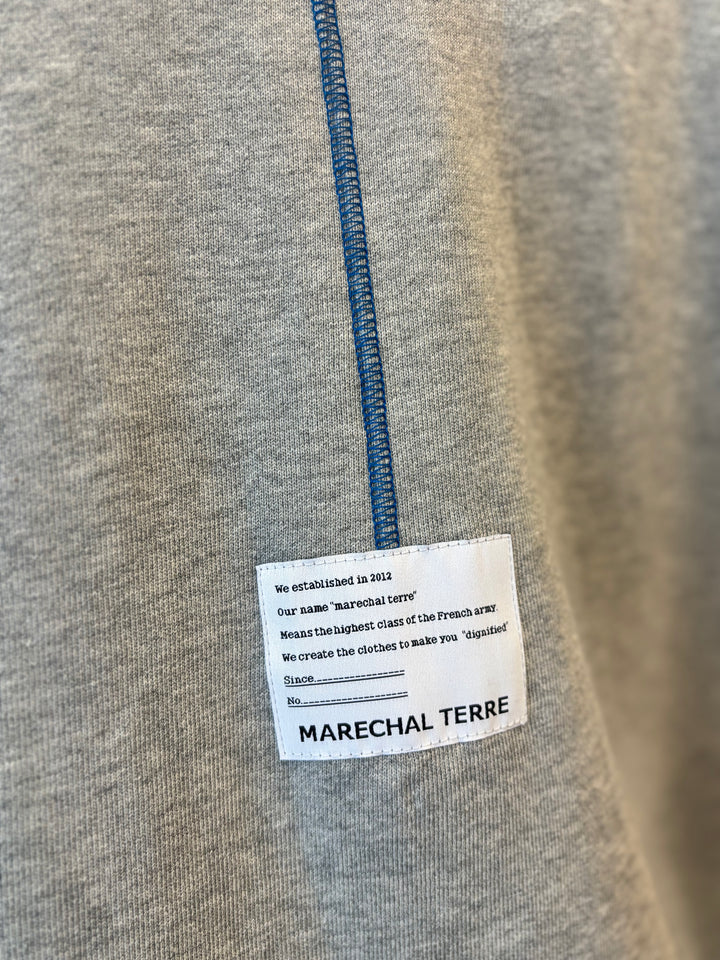 We established in 2012
Our name "marechal terre"
Means the highest class of the French army.
We create the clothes to make you "dignified"
Since
No.
MARECHAL TERRE